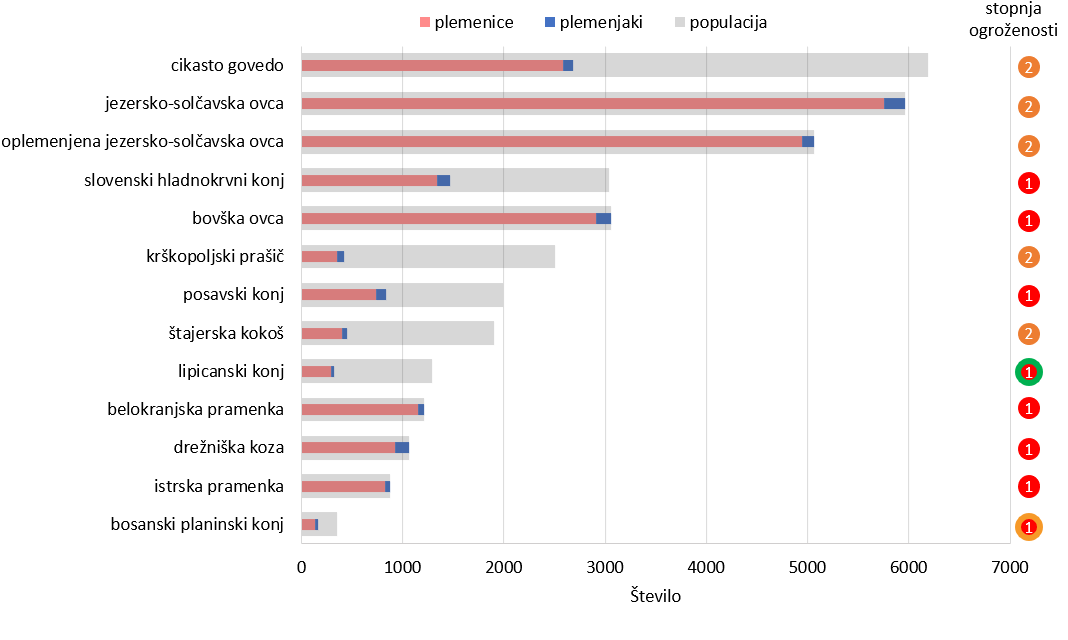 plemenice plemenjaki populacija
stopnja
ogroženosti
cikasto govedo 2
jezersko-solčavska ovca 2
oplemenjena jezersko-solčavska ovca 2
slovenski hladnokrvni konj 1
bovška ovca 1
krškopoljski prašič 2
posavski konj 1
štajerska kokoš 2
lipicanski konj 1
belokranjska pramenka 1
drežniška koza 1
istrska pramenka 1
bosanski planinski konj 1
0 1000 2000 3000 4000 5000 6000 7000
Število